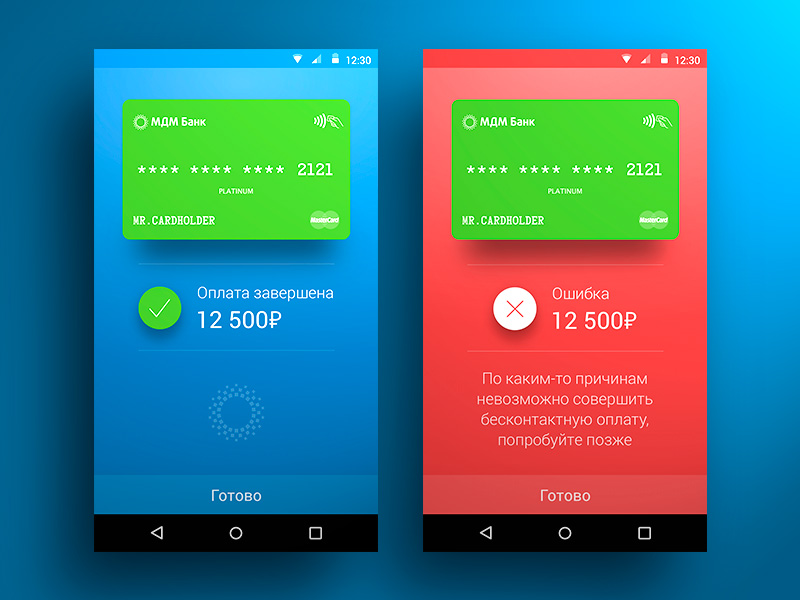 12:30
МДМ Банк
**** **** **** 2121
PLATINUM
MR.CARDHOLDER
MasterCard
Оплата завершена
12 500₽
Готово
12:30
МДМ Банк
**** **** **** 2121
PLATINUM
MR.CARDHOLDER
MasterCard
Ошибка
12 500₽
По каким-то причинам
невозможно совершить
бесконтактную оплату,
попробуйте позже
Готово